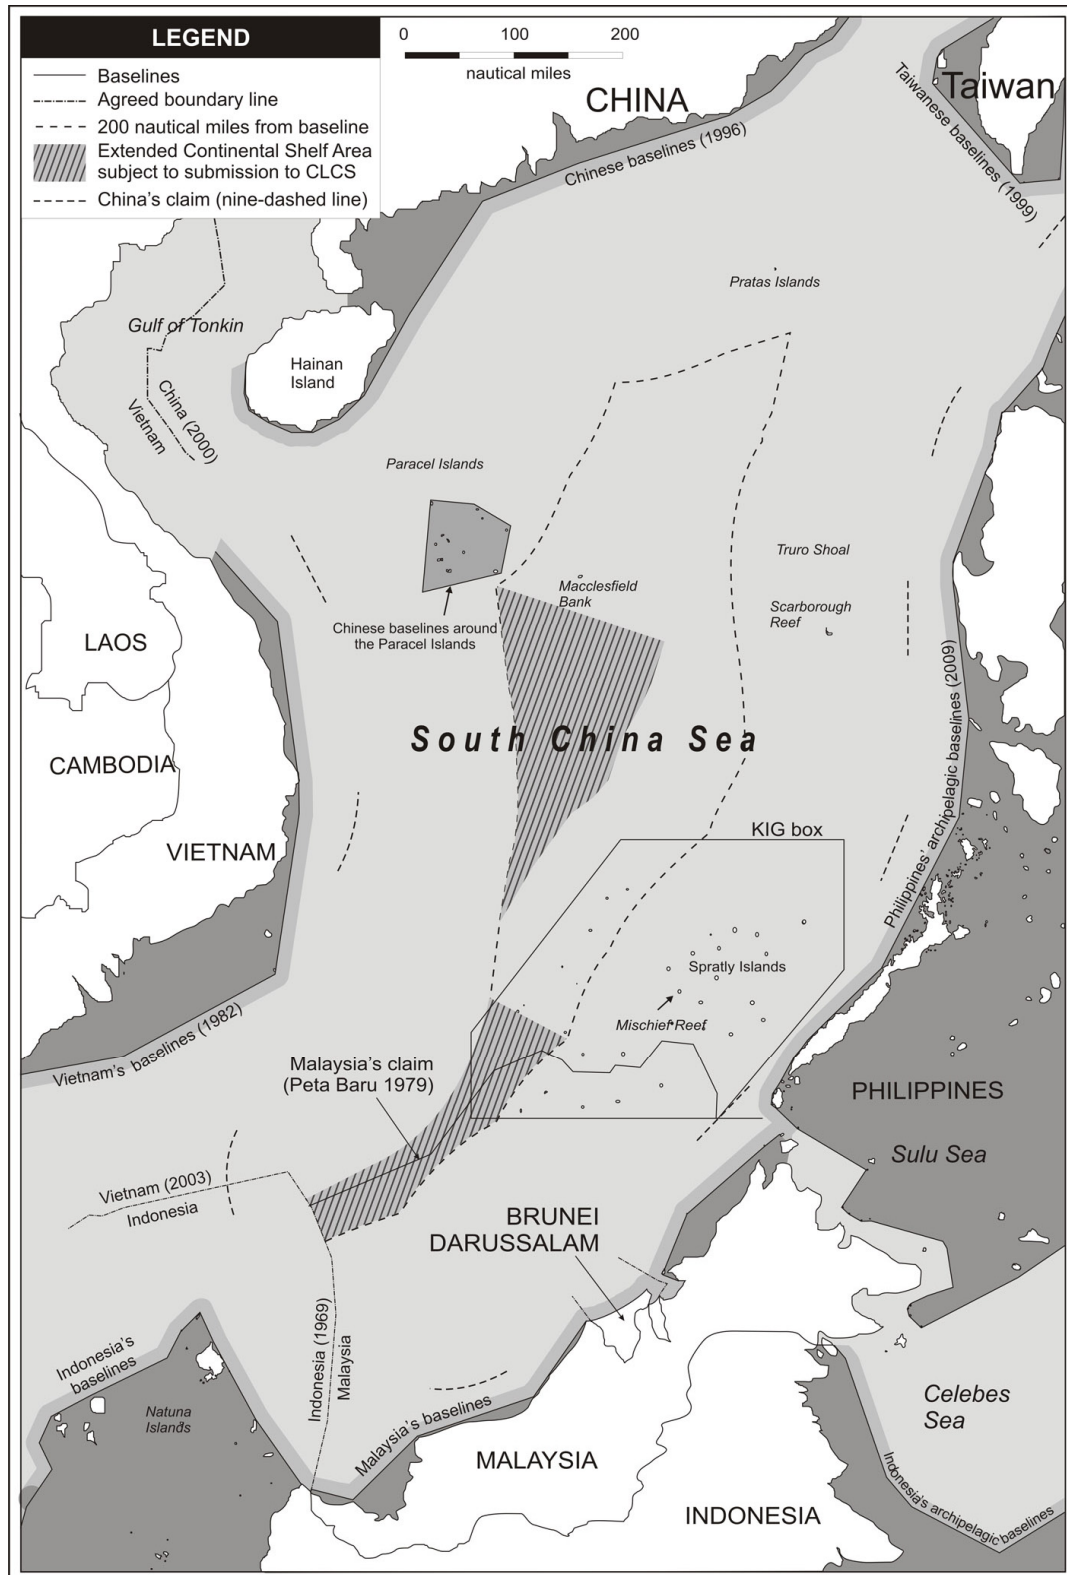 LEGEND
Baselines
Agreed boundary line
200 nautical miles from baseline
Extended Continental Shelf Area
subject to submission to CLCS
China's claim (nine-dashed line)
0 100 200
nautical miles
CHINA
Taiwan
Taiwanese baselines (1999)
Chinese baselines (1996)
Pratas Islands
Gulf of Tonkin
Hainan
Island
China (2000)
Vietnam
Paracel Islands
Truro Shoal
Macclesfield
Bank
Scarborough
Reef
Chinese baselines around
the Paracel Islands
LAOS
South China Sea
CAMBODIA
VIETNAM
KIG box
Philippines' archipelagic baselines (2009)
Spratly Islands
Mischief Reef
Vietnam's baselines (1982)
Malaysia's claim
(Peta Baru 1979)
PHILIPPINES
Sulu Sea
Vietnam (2003)
Indonesia
BRUNEI
DARUSSALAM
Indonesia (1969)
Malaysia
Indonesia's
baselines
Natuna
Islands
Malaysia's baselines
Celebes
Sea
MALAYSIA
INDONESIA
Indonesia's archipelagic baselines